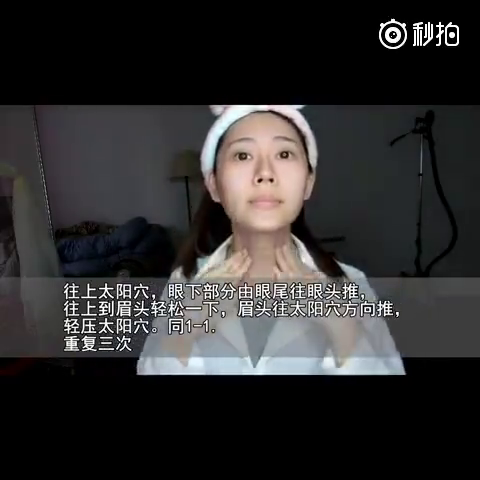 秒拍
往上太阳穴，眼下部分由眼尾往眼头推，
往上到眉头轻松一下，眉头往太阳穴方向推，
轻压太阳穴。同1-1.
重复三次